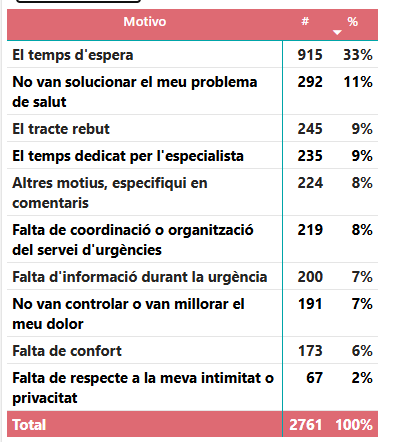 Motivo # %
El temps d'espera 915 33%
No van solucionar el meu problema
de salut 292 11%
El tracte rebut 245 9%
El temps dedicat per l'especialista 235 9%
Altres motius, especifiqui en
comentaris 224 8%
Falta de coordinació o organització
del servei d'urgències 219 8%
Falta d'informació durant la urgència 200 7%
No van controlar o van millorar el
meu dolor 191 7%
Falta de confort 173 6%
Falta de respecte a la meva intimitat o
privacitat 67 2%
Total 2761 100%